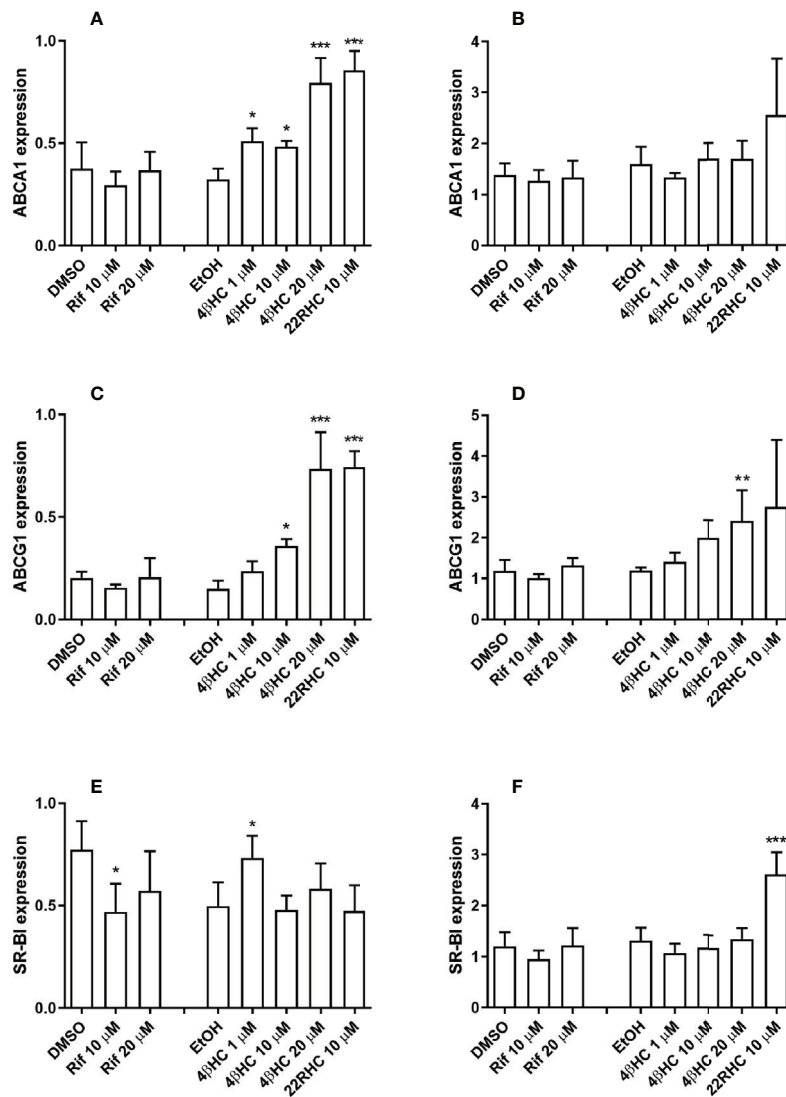 A
ABCA1 expression
1.0
0.5
0.0
* * *** ***
DMSO
Rif 10 μM
Rif 20 μM
EtOH
4βHC 1 μM
4βHC 10 μM
4βHC 20 μM
22RHC 10 μM
B
ABCA1 expression
4
3
2
1
0
DMSO
Rif 10 μM
Rif 20 μM
EtOH
4βHC 1 μM
4βHC 10 μM
4βHC 20 μM
22RHC 10 μM
C
ABCG1 expression
1.0
0.5
0.0
* *** ***
DMSO
Rif 10 μM
Rif 20 μM
EtOH
4βHC 1 μM
4βHC 10 μM
4βHC 20 μM
22RHC 10 μM
D
ABCG1 expression
5
4
3
2
1
0
**
DMSO
Rif 10 μM
Rif 20 μM
EtOH
4βHC 1 μM
4βHC 10 μM
4βHC 20 μM
22RHC 10 μM
E
SR-BI expression
1.0
0.5
0.0
* *
DMSO
Rif 10 μM
Rif 20 μM
EtOH
4βHC 1 μM
4βHC 10 μM
4βHC 20 μM
22RHC 10 μM
F
SR-BI expression
4
3
2
1
0
***
DMSO
Rif 10 μM
Rif 20 μM
EtOH
4βHC 1 μM
4βHC 10 μM
4βHC 20 μM
22RHC 10 μM